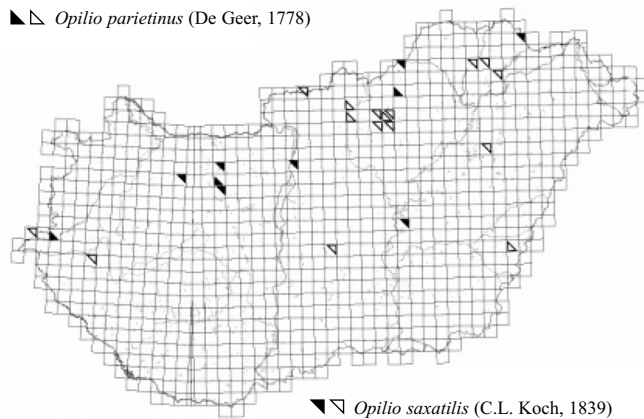 Opilio parietinus (De Geer, 1778)
Opilio saxatilis (C.L. Koch, 1839)